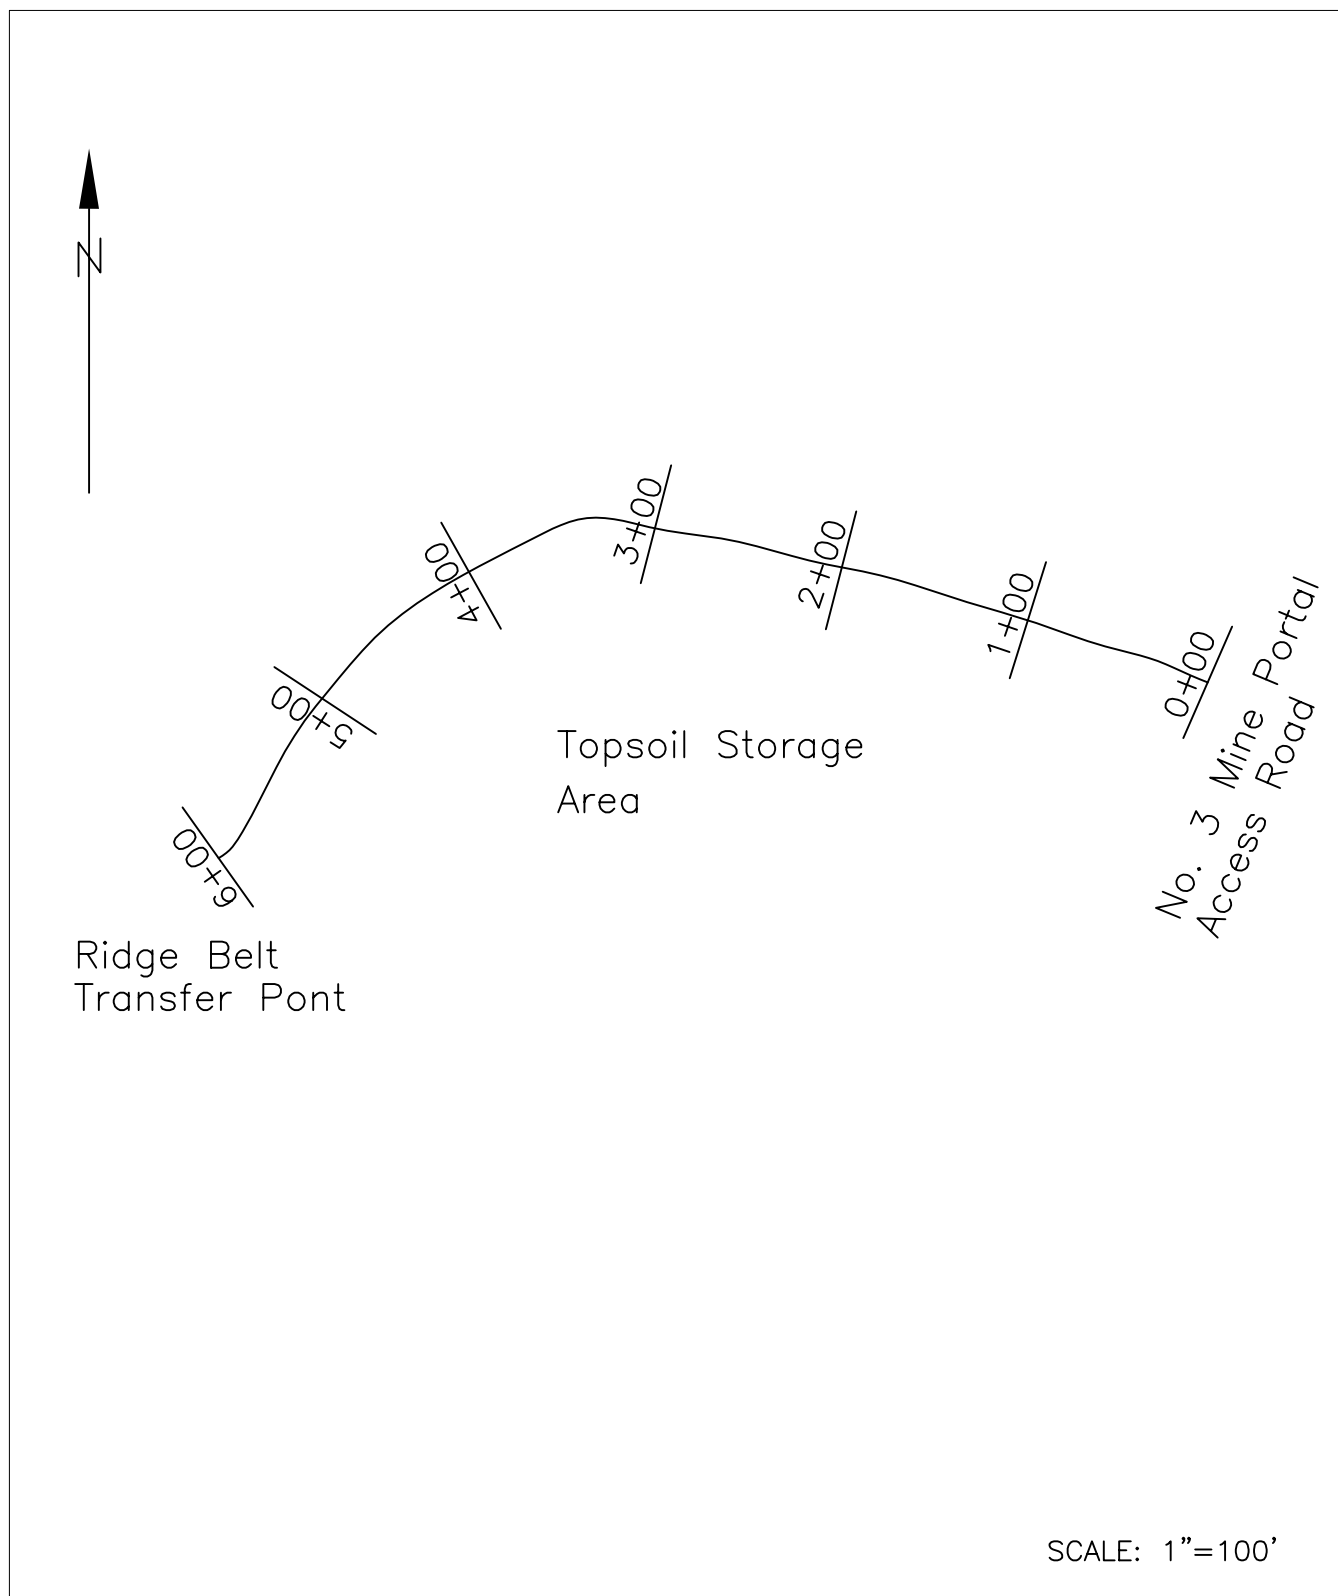 N
3+00
4+00
2+00
1+00
0+00
5+00
6+00
No. 3 Mine Portal
Access Road
Topsoil Storage
Area
Ridge Belt
Transfer Pont
SCALE: 1"=100'